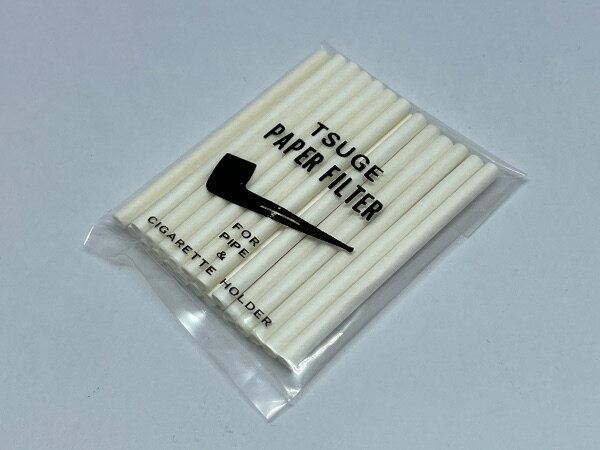 TSUGE
PAPER FILTER
FOR
PIPE
&
CIGARETTE HOLDER